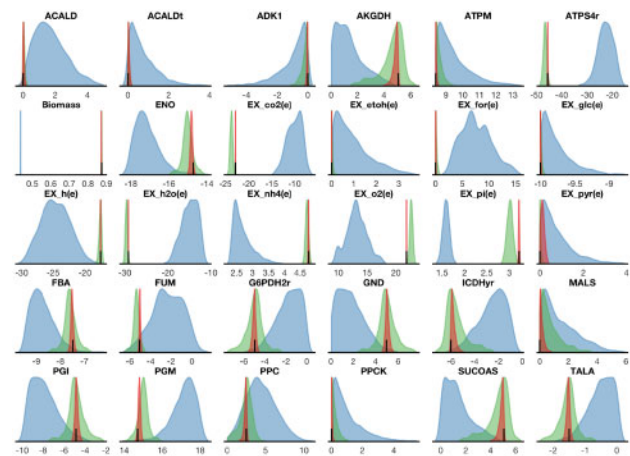 ACALD ACALDt ADK1 AKGDH ATPM ATPS4r
0 2 4 0 2 4 -4 -2 0 0 2 4 6 9 10 11 12 13 -50 -40 -30 -20
Biomass ENO EX_co2(e) EX_etoh(e) EX_for(e) EX_glc(e)
0.5 0.6 0.7 0.8 0.9 -18 -16 -14 -25 -20 -15 -10 0 1 2 3 0 5 10 15 -10 -9.5 -9
EX_h(e) EX_h2o(e) EX_nh4(e) EX_o2(e) EX_pi(e) EX_pyr(e)
-30 -25 -20 -30 -20 -10 2.5 3 3.5 4 4.5 10 15 20 1.5 2 2.5 3 0 2 4
FBA FUM G6PDH2r GND ICDHyr MALS
-9 -8 -7 -6 -4 -2 0 -6 -4 -2 0 0 5 10 -6 -4 -2 0 0 2 4 6
PGI PGM PPC PPCK SUCOAS TALA
-10 -8 -6 -4 -2 14 16 18 0 5 10 0 2 4 0 2 4 6 -2 -1 0